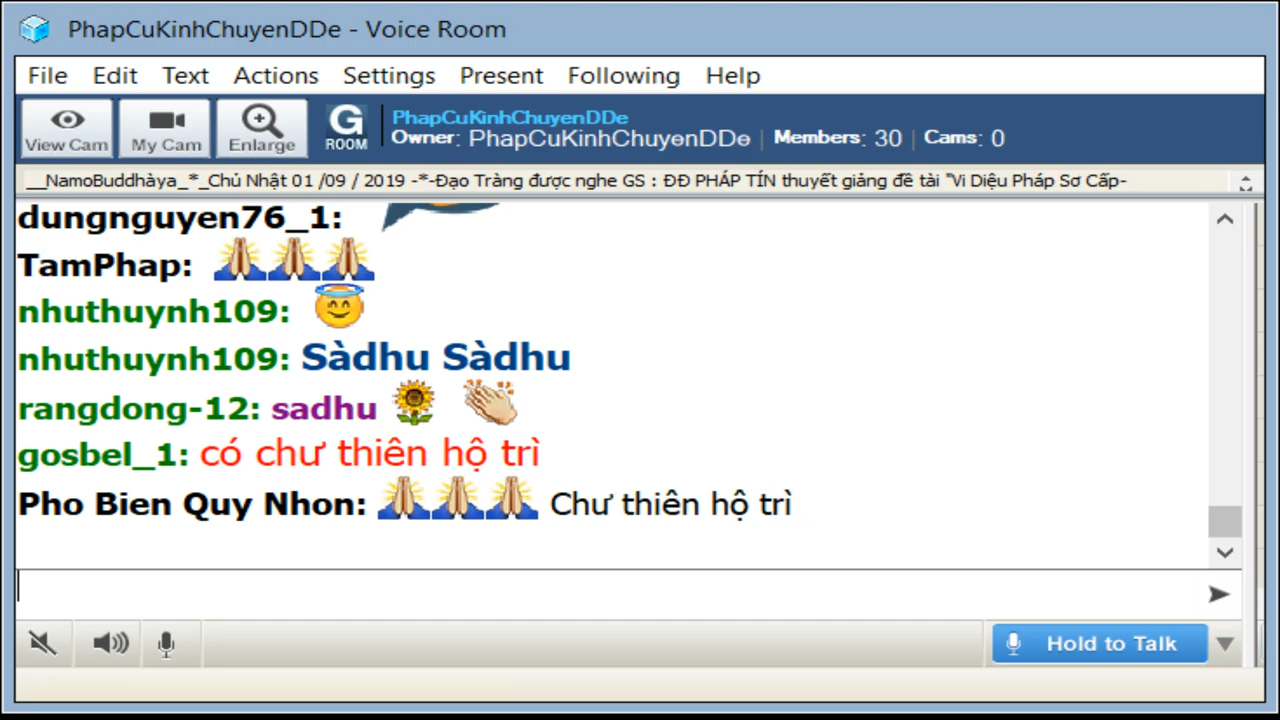 PhapCuKinhChuyenDDe - Voice Room
File Edit Text Actions Settings Present Following Help
View Cam My Cam Enlarge G ROOM
PhapCuKinhChuyenDDe
Owner: PhapCuKinhChuyenDDe | Members: 30 | Cams: 0
__NamoBuddhàya_*_Chủ Nhật 01 /09 / 2019 -*-Đạo Tràng được nghe GS : ĐĐ PHÁP TÍN thuyết giảng đề tài "Vi Diệu Pháp Sơ Cấp-
dungnguyen76_1:
TamPhap: 🙏🙏🙏
nhuthuynh109: 😇
nhuthuynh109: Sàdhu Sàdhu
rangdong-12: sadhu 🌻 👏
gosbel_1: có chư thiên hộ trì
Pho Bien Quy Nhon: 🙏🙏🙏 Chư thiên hộ trì
Hold to Talk